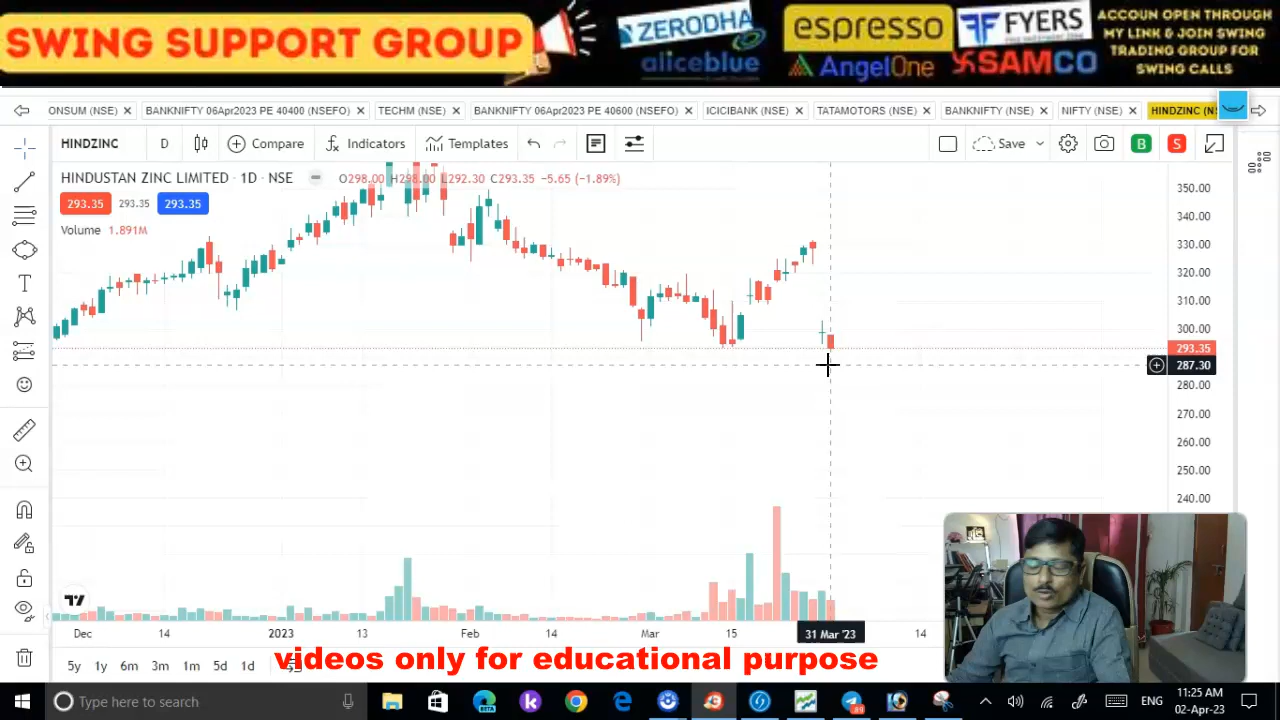 SWING SUPPORT GROUP
ZERODHA
aliceblue
espresso
AngelOne
FYERS
SAMCO
ACCOUN OPEN THROUGH
MY LINK & JOIN SWING
TRADING GROUP FOR
SWING CALLS
ONSUM (NSE)
BANKNIFTY 06Apr2023 PE 40400 (NSEFO)
TECHM (NSE)
BANKNIFTY 06Apr2023 PE 40600 (NSEFO)
ICICIBANK (NSE)
TATAMOTORS (NSE)
BANKNIFTY (NSE)
NIFTY (NSE)
HINDZINC (NS
HINDZINC D Compare Indicators Templates Save B S
HINDUSTAN ZINC LIMITED · 1D · NSE O298.00 H298.00 L292.30 C293.35 −5.65 (−1.89%)
293.35 293.35 293.35
Volume 1.891M
350.00
340.00
330.00
320.00
310.00
300.00
293.35
287.30
280.00
270.00
260.00
250.00
240.00
Dec 14 2023 13 Feb 14 Mar 15 31 Mar '23 14
5y 1y 6m 3m 1m 5d 1d
videos only for educational purpose
Type here to search
BETA
89
ENG
11:25 AM
02-Apr-23